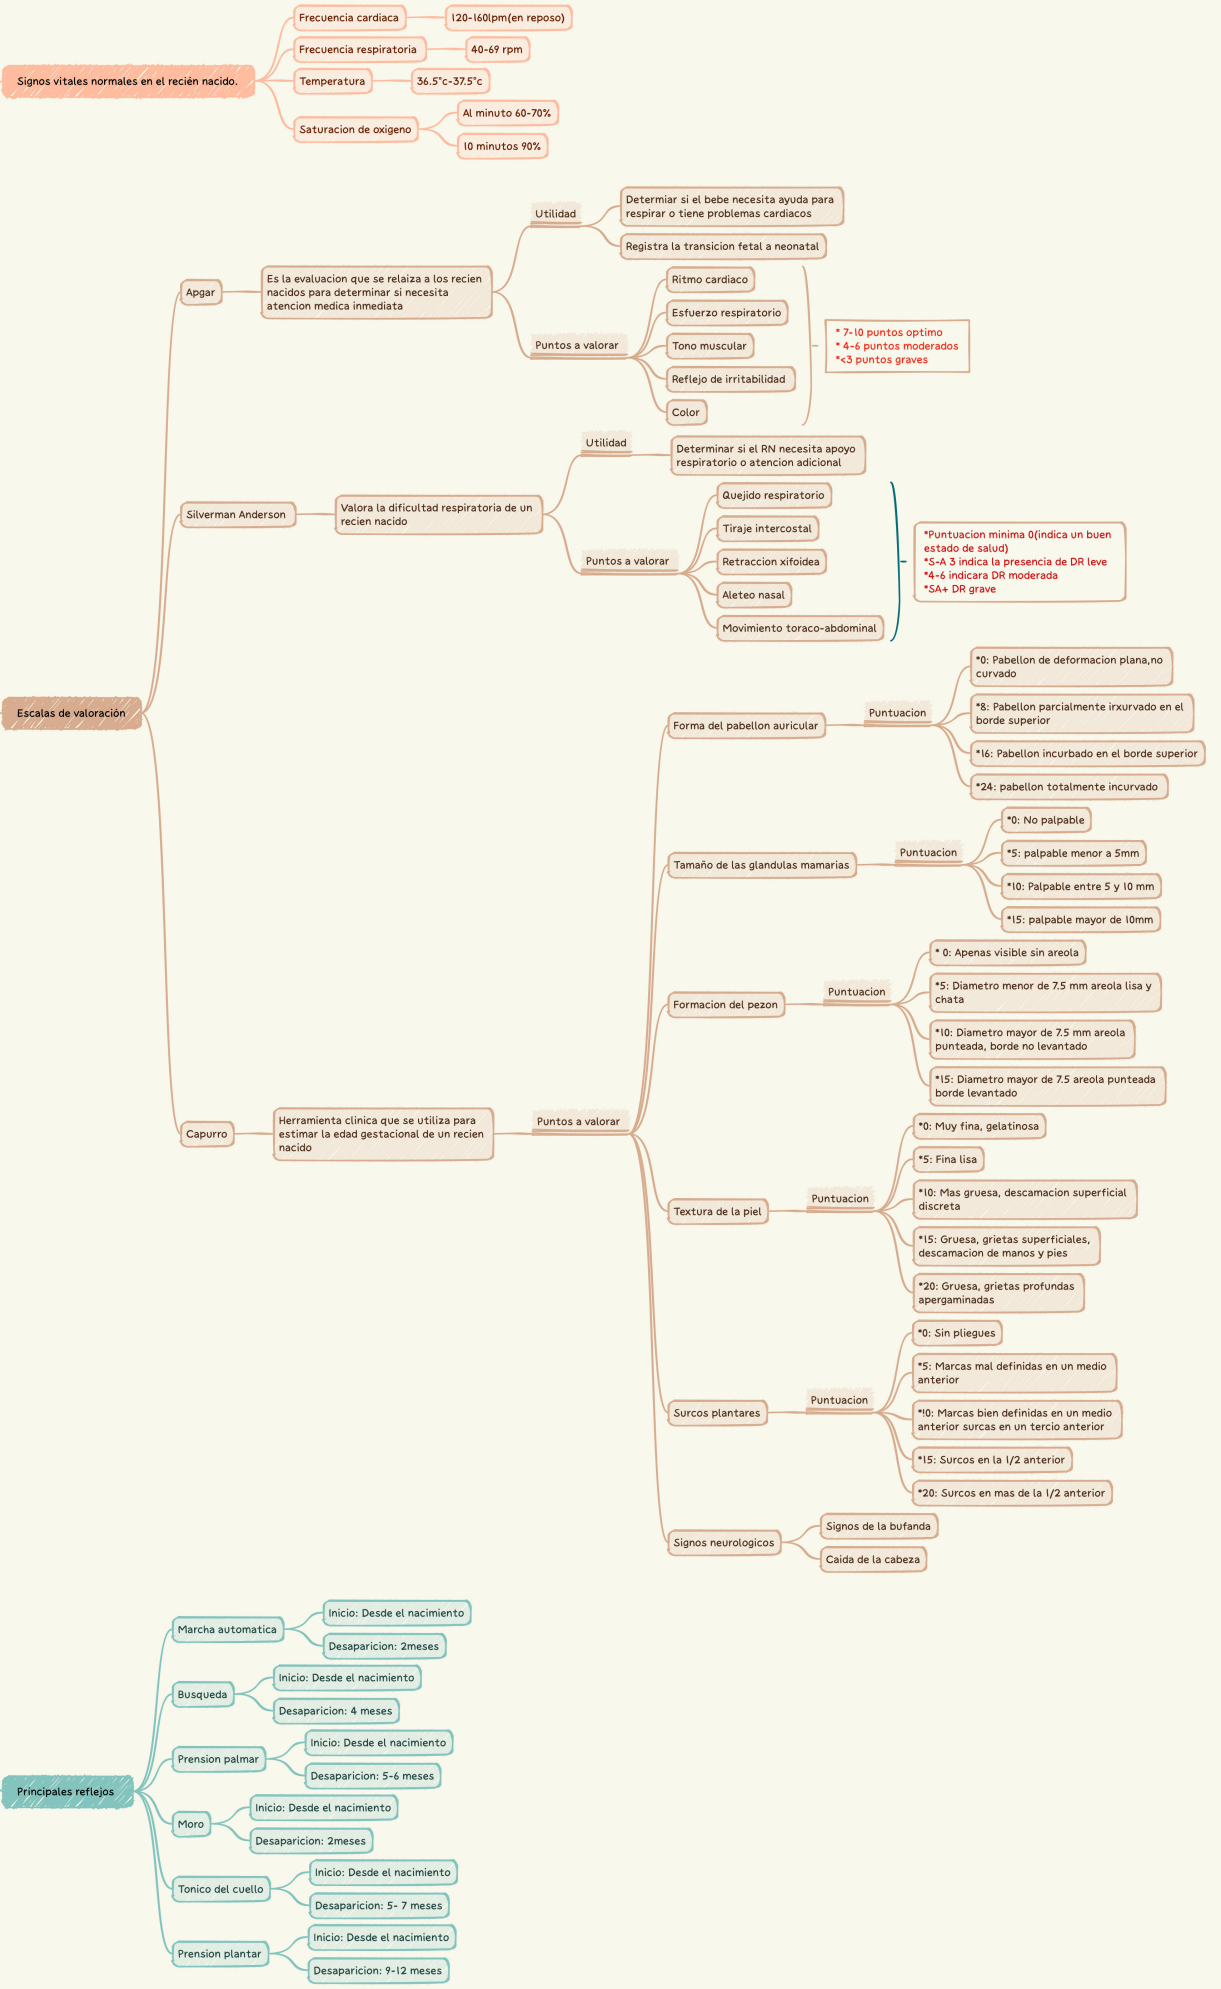 Signos vitales normales en el recién nacido.
Frecuencia cardiaca
120-160lpm(en reposo)
Frecuencia respiratoria
40-69 rpm
Temperatura
36.5°c-37.5°c
Saturacion de oxigeno
Al minuto 60-70%
10 minutos 90%
Escalas de valoración
Apgar
Es la evaluacion que se relaiza a los recien
nacidos para determinar si necesita
atencion medica inmediata
Utilidad
Determiar si el bebe necesita ayuda para
respirar o tiene problemas cardiacos
Registra la transicion fetal a neonatal
Puntos a valorar
Ritmo cardiaco
Esfuerzo respiratorio
Tono muscular
Reflejo de irritabilidad
Color
* 7-10 puntos optimo
* 4-6 puntos moderados
*<3 puntos graves
Silverman Anderson
Valora la dificultad respiratoria de un
recien nacido
Utilidad
Determinar si el RN necesita apoyo
respiratorio o atencion adicional
Puntos a valorar
Quejido respiratorio
Tiraje intercostal
Retraccion xifoidea
Aleteo nasal
Movimiento toraco-abdominal
*Puntuacion minima 0(indica un buen
estado de salud)
*S-A 3 indica la presencia de DR leve
*4-6 indicara DR moderada
*SA+ DR grave
Capurro
Herramienta clinica que se utiliza para
estimar la edad gestacional de un recien
nacido
Puntos a valorar
Forma del pabellon auricular
Puntuacion
*0: Pabellon de deformacion plana,no
curvado
*8: Pabellon parcialmente irxurvado en el
borde superior
*16: Pabellon incurbado en el borde superior
*24: pabellon totalmente incurvado
Tamaño de las glandulas mamarias
Puntuacion
*0: No palpable
*5: palpable menor a 5mm
*10: Palpable entre 5 y 10 mm
*15: palpable mayor de 10mm
Formacion del pezon
Puntuacion
* 0: Apenas visible sin areola
*5: Diametro menor de 7.5 mm areola lisa y
chata
*10: Diametro mayor de 7.5 mm areola
punteada, borde no levantado
*15: Diametro mayor de 7.5 areola punteada
borde levantado
Textura de la piel
Puntuacion
*0: Muy fina, gelatinosa
*5: Fina lisa
*10: Mas gruesa, descamacion superficial
discreta
*15: Gruesa, grietas superficiales,
descamacion de manos y pies
*20: Gruesa, grietas profundas
apergaminadas
Surcos plantares
Puntuacion
*0: Sin pliegues
*5: Marcas mal definidas en un medio
anterior
*10: Marcas bien definidas en un medio
anterior surcas en un tercio anterior
*15: Surcos en la 1/2 anterior
*20: Surcos en mas de la 1/2 anterior
Signos neurologicos
Signos de la bufanda
Caida de la cabeza
Principales reflejos
Marcha automatica
Inicio: Desde el nacimiento
Desaparicion: 2meses
Busqueda
Inicio: Desde el nacimiento
Desaparicion: 4 meses
Prension palmar
Inicio: Desde el nacimiento
Desaparicion: 5-6 meses
Moro
Inicio: Desde el nacimiento
Desaparicion: 2meses
Tonico del cuello
Inicio: Desde el nacimiento
Desaparicion: 5- 7 meses
Prension plantar
Inicio: Desde el nacimiento
Desaparicion: 9-12 meses